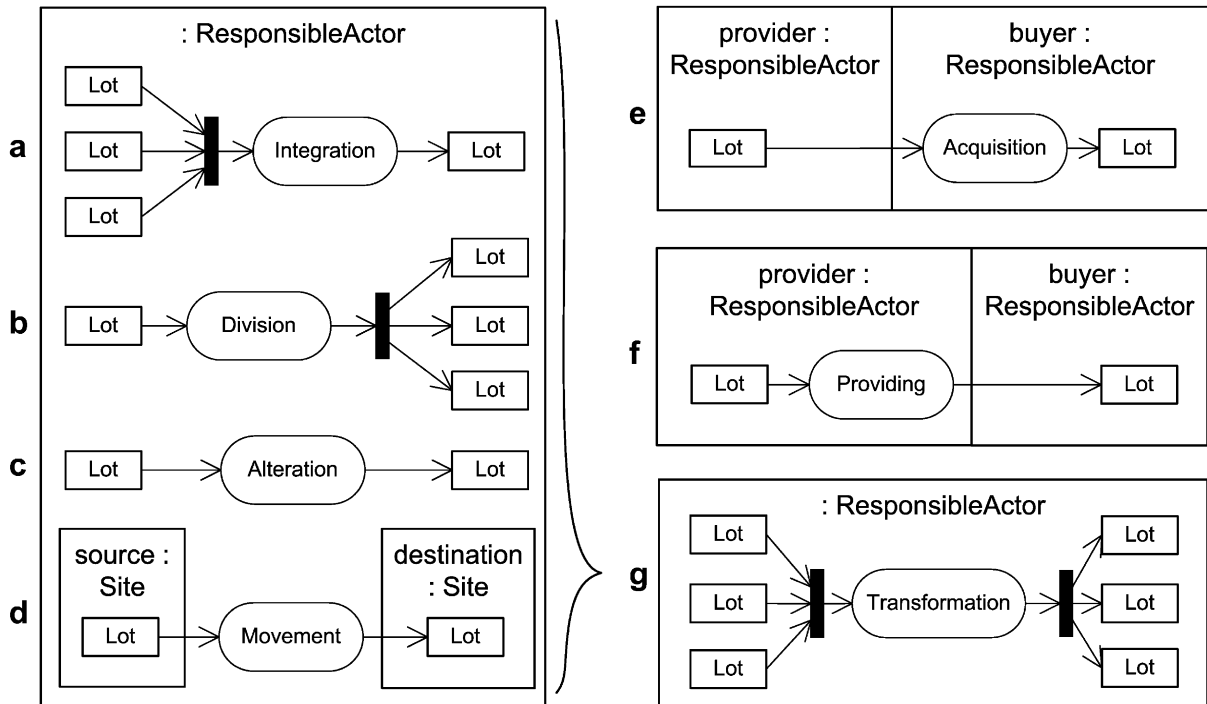 : ResponsibleActor
a
Lot
Lot
Lot
Integration
Lot
b
Lot
Division
Lot
Lot
Lot
c
Lot
Alteration
Lot
d
source :
Site
Lot
Movement
destination
: Site
Lot
e
provider :
ResponsibleActor
buyer :
ResponsibleActor
Lot
Acquisition
Lot
f
provider :
ResponsibleActor
buyer :
ResponsibleActor
Lot
Providing
Lot
g
: ResponsibleActor
Lot
Lot
Lot
Transformation
Lot
Lot
Lot